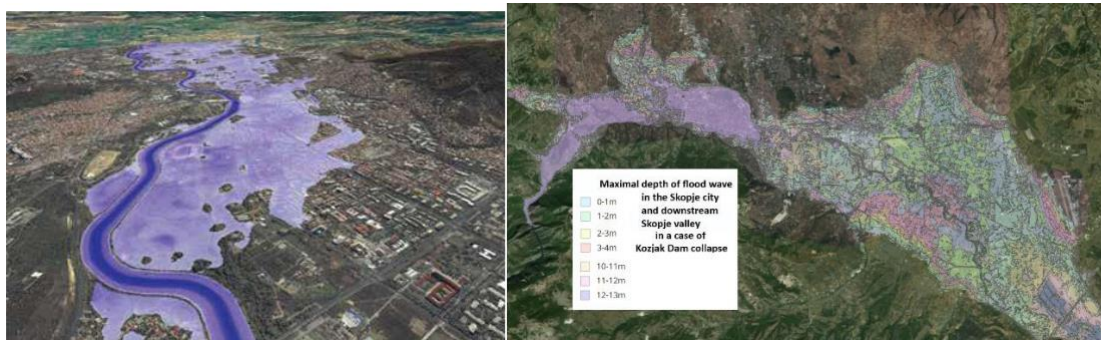 Maximal depth of flood wave
in the Skopje city
and downstream
Skopje valley
in a case of
Kozjak Dam collapse
0-1m
1-2m
2-3m
3-4m
10-11m
11-12m
12-13m